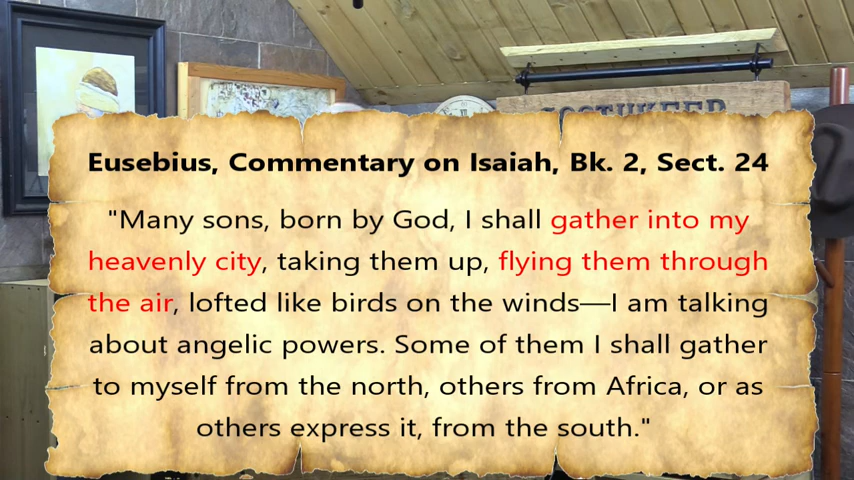 Eusebius, Commentary on Isaiah, Bk. 2, Sect. 24
"Many sons, born by God, I shall gather into my
heavenly city, taking them up, flying them through
the air, lofted like birds on the winds—I am talking
about angelic powers. Some of them I shall gather
to myself from the north, others from Africa, or as
others express it, from the south."